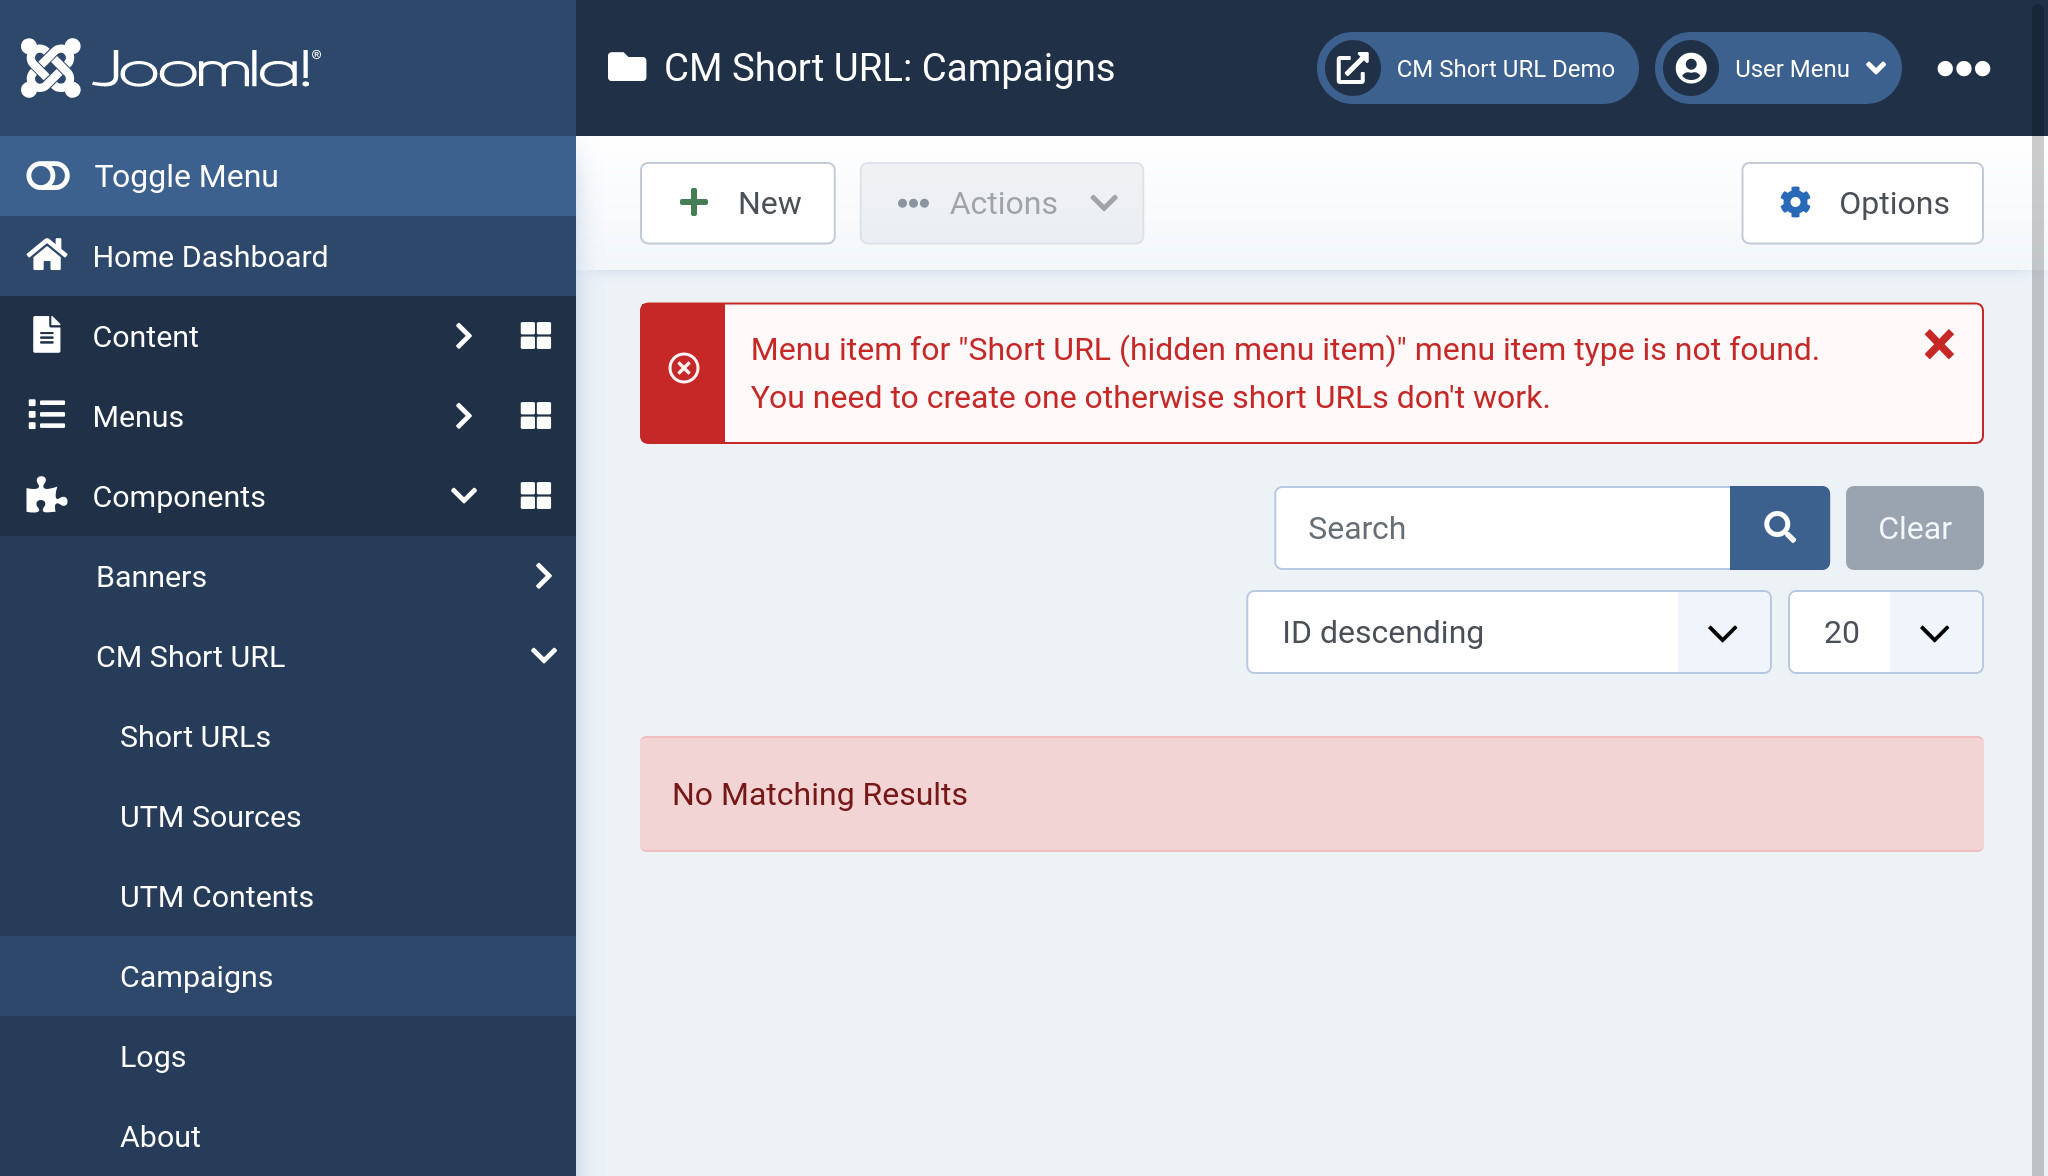 Joomla!®
CM Short URL: Campaigns
CM Short URL Demo
User Menu
Toggle Menu
Home Dashboard
Content
Menus
Components
Banners
CM Short URL
Short URLs
UTM Sources
UTM Contents
Campaigns
Logs
About
New
Actions
Options
Menu item for "Short URL (hidden menu item)" menu item type is not found.
You need to create one otherwise short URLs don't work.
Search
Clear
ID descending
20
No Matching Results